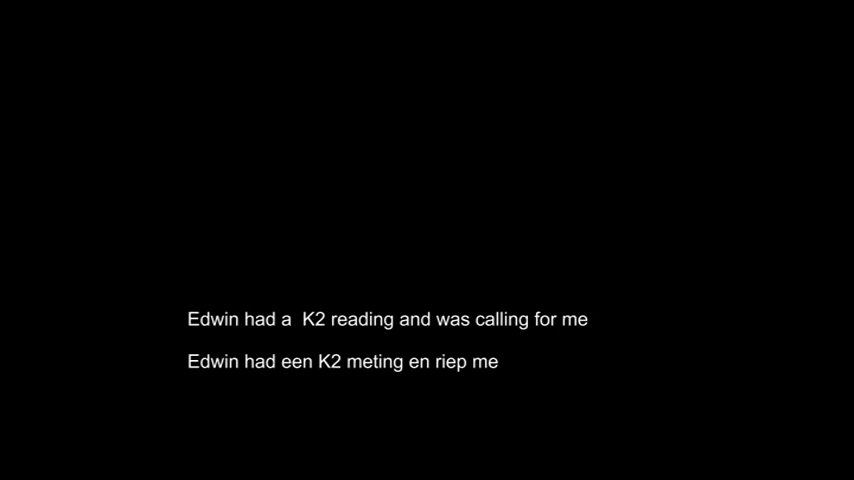 Edwin had a  K2 reading and was calling for me
Edwin had een K2 meting en riep me